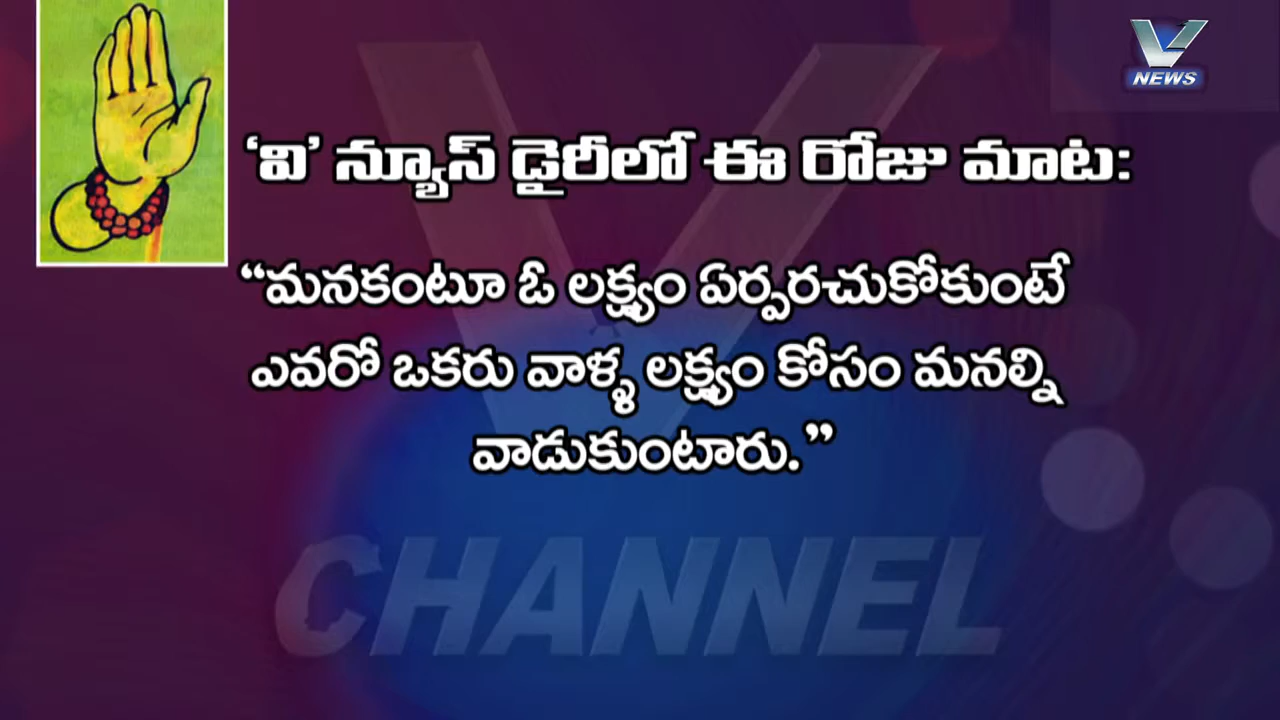 V
NEWS
‘వి’ న్యూస్ డైరీలో ఈ రోజు మాట:
“మనకంటూ ఓ లక్ష్యం ఏర్పరచుకోకుంటే
ఎవరో ఒకరు వాళ్ళ లక్ష్యం కోసం మనల్ని
వాడుకుంటారు.”
V
CHANNEL